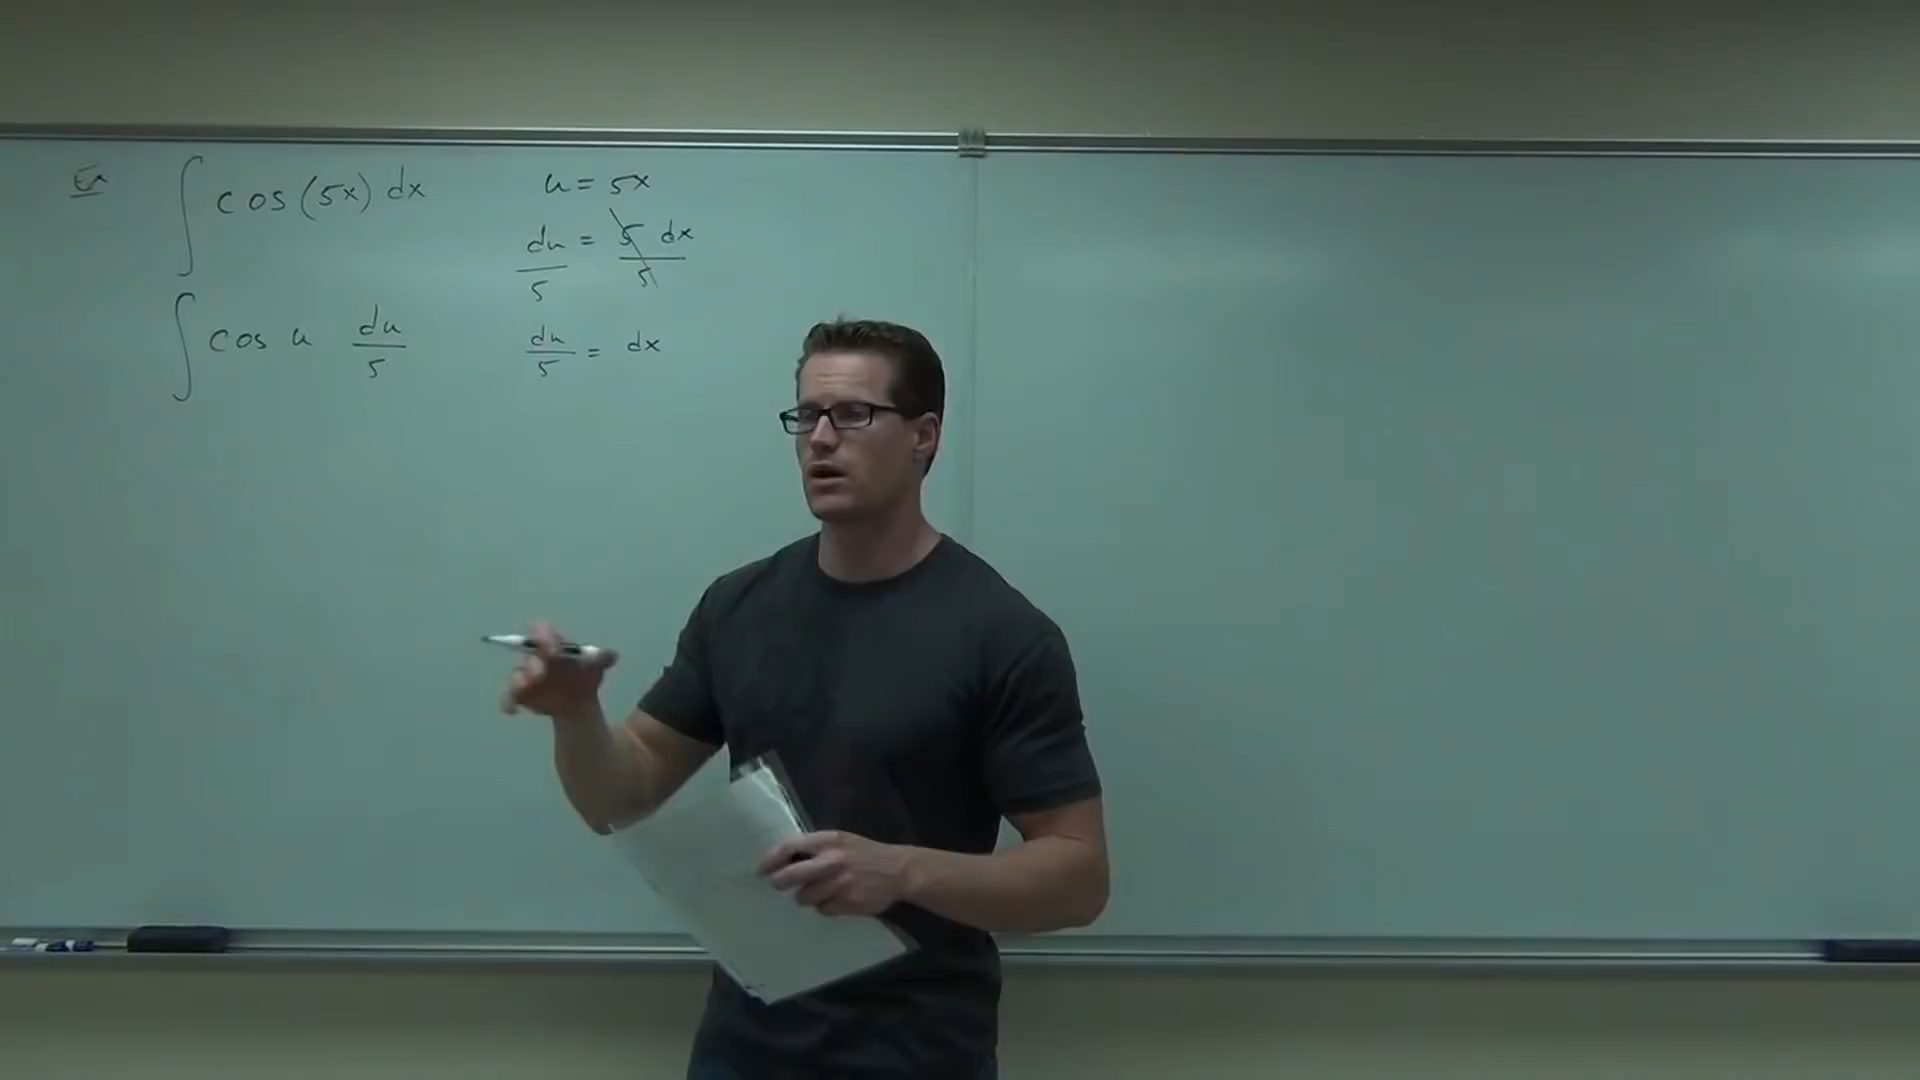 Ex ∫ cos(5x) dx
∫ cos u du/5
u = 5x
du/5 = 5 dx/5
du/5 = dx